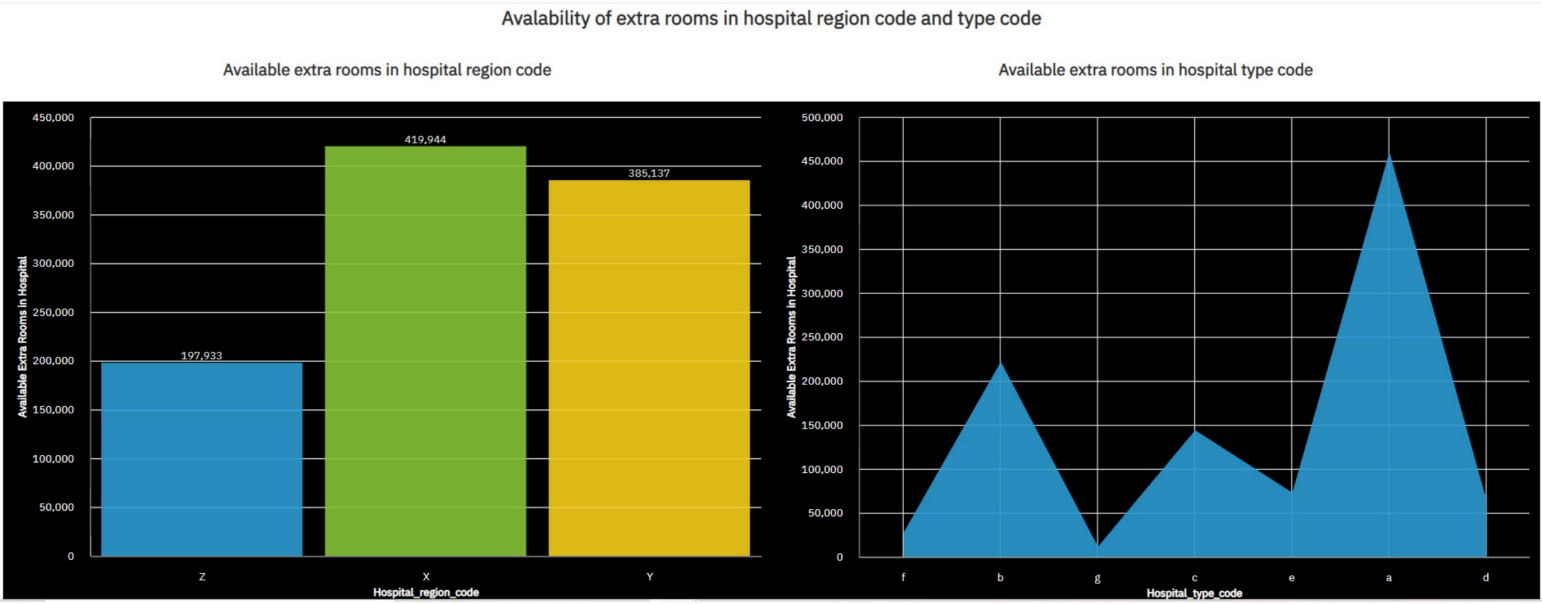 Avalability of extra rooms in hospital region code and type code
Available extra rooms in hospital region code
450,000
400,000
350,000
300,000
250,000
200,000
150,000
100,000
50,000
0
Available Extra Rooms in Hospital
197,933
419,944
385,137
Z X Y
Hospital_region_code
Available extra rooms in hospital type code
500,000
450,000
400,000
350,000
300,000
250,000
200,000
150,000
100,000
50,000
0
Available Extra Rooms in Hospital
f b g c e a d
Hospital_type_code